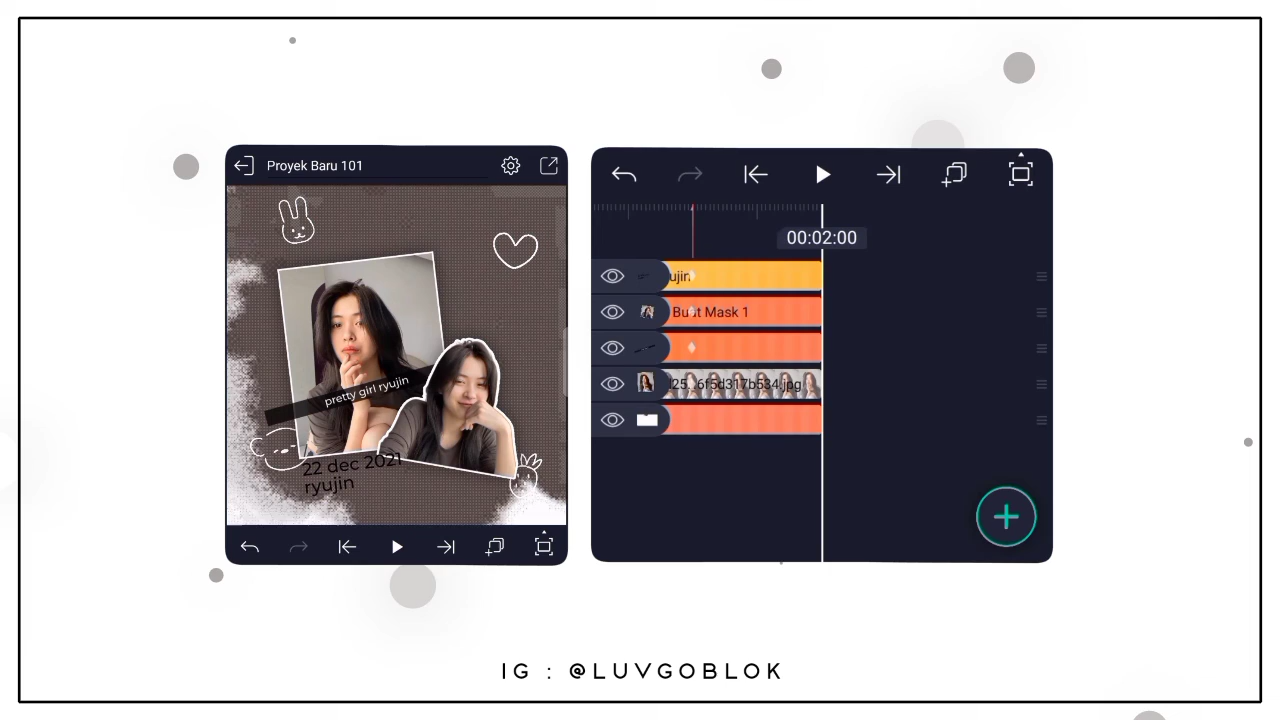 Proyek Baru 101
pretty girl ryujin
22 dec 2021
ryujin
00:02:00
ujin
Bust Mask 1
25...6f5d317b534.jpg
IG : @LUVGOBLOK